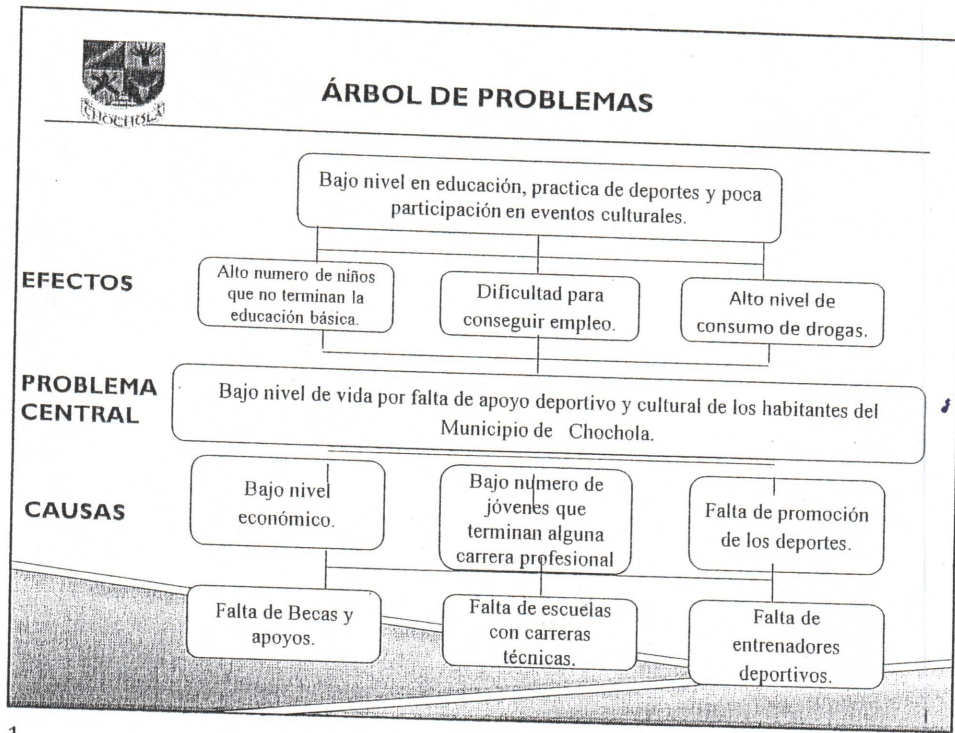 CHOCHOLA
ÁRBOL DE PROBLEMAS
Bajo nivel en educación, practica de deportes y poca
participación en eventos culturales.
EFECTOS
Alto numero de niños
que no terminan la
educación básica.
Dificultad para
conseguir empleo.
Alto nivel de
consumo de drogas.
PROBLEMA
CENTRAL
Bajo nivel de vida por falta de apoyo deportivo y cultural de los habitantes del
Municipio de Chochola.
CAUSAS
Bajo nivel
económico.
Bajo numero de
jóvenes que
terminan alguna
carrera profesional
Falta de promoción
de los deportes.
Falta de Becas y
apoyos.
Falta de escuelas
con carreras
técnicas.
Falta de
entrenadores
deportivos.
1